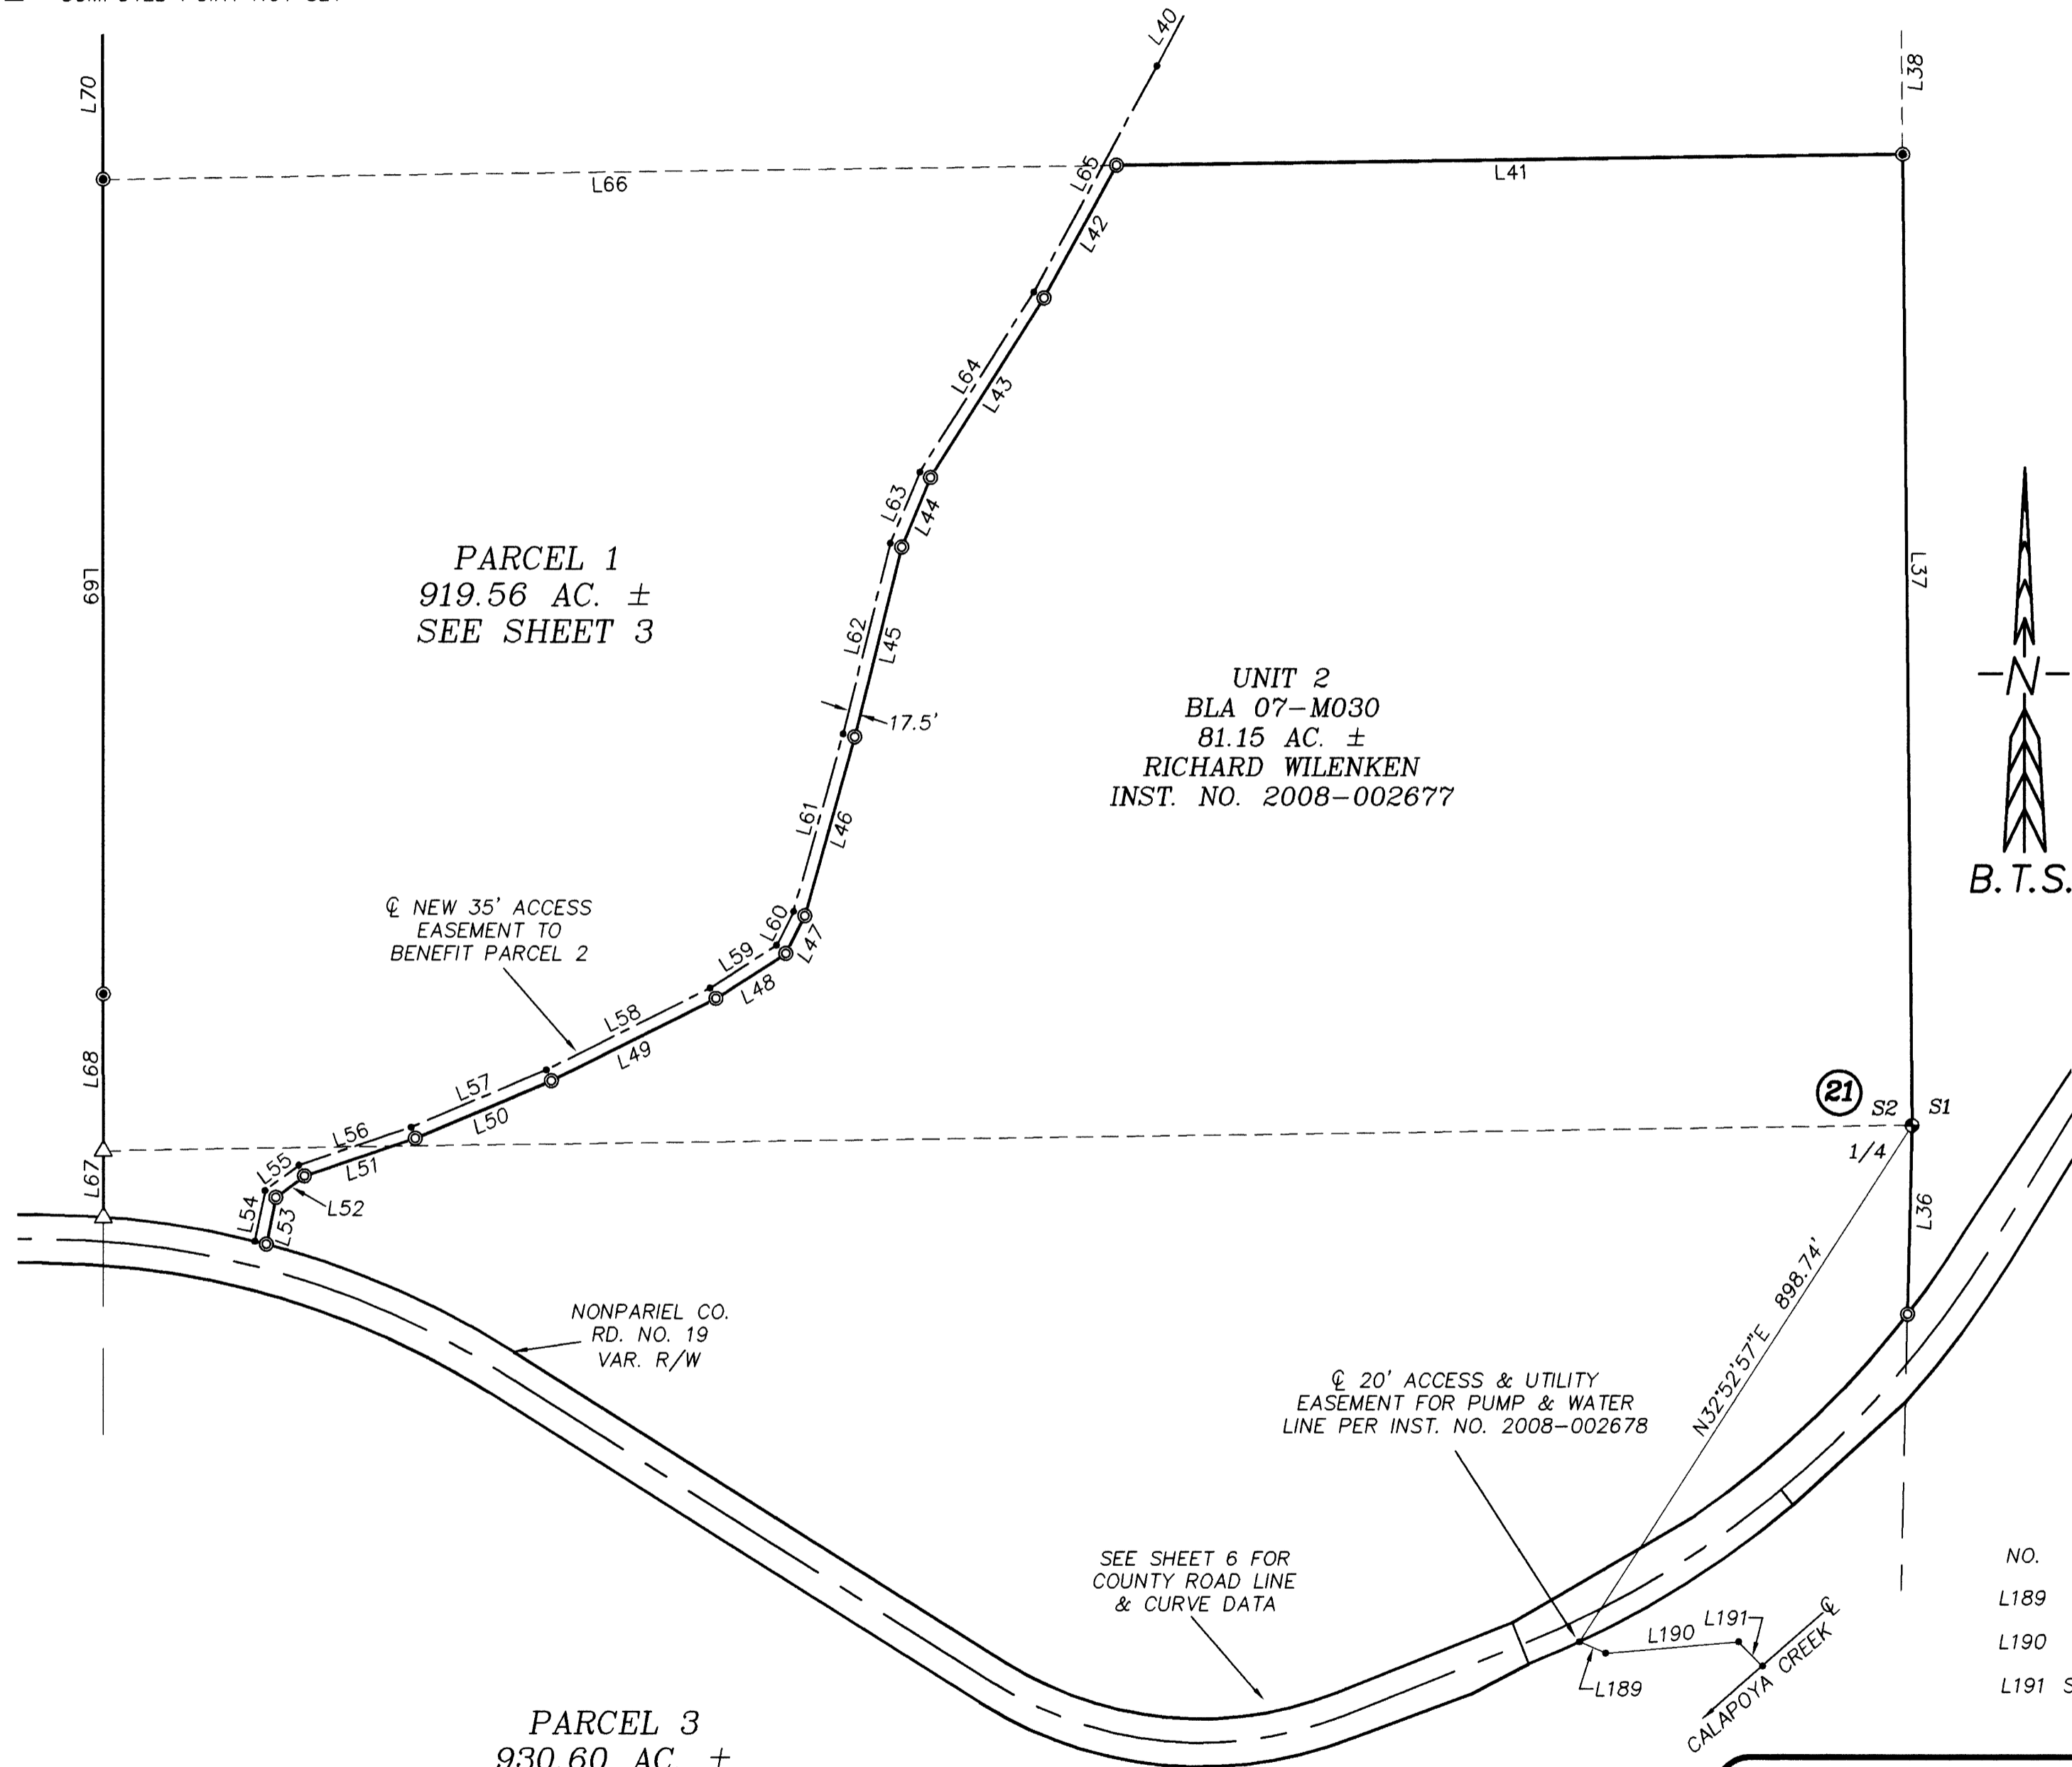 L70
L40
L38
L66
L65
L41
L42
L64
L43
L63
L44
L69
L37
PARCEL 1
919.56 AC. ±
SEE SHEET 3
L62
L45
UNIT 2
BLA 07-M030
81.15 AC. ±
RICHARD WILENKEN
INST. NO. 2008-002677
N
17.5'
L61
L46
B.T.S.
℄ NEW 35' ACCESS
EASEMENT TO
BENEFIT PARCEL 2
L60
L47
L59
L48
L58
L49
L68
L57
L50
21
S2
S1
1/4
L56
L51
L55
L52
L67
L54
L53
L36
N32°52'57"E 898.74'
NONPARIEL CO.
RD. NO. 19
VAR. R/W
℄ 20' ACCESS & UTILITY
EASEMENT FOR PUMP & WATER
LINE PER INST. NO. 2008-002678
SEE SHEET 6 FOR
COUNTY ROAD LINE
& CURVE DATA
L191
L190
L189
CALAPOYA CREEK ℄
NO.
L189
L190
L191 S
PARCEL 3
930.60 AC. ±